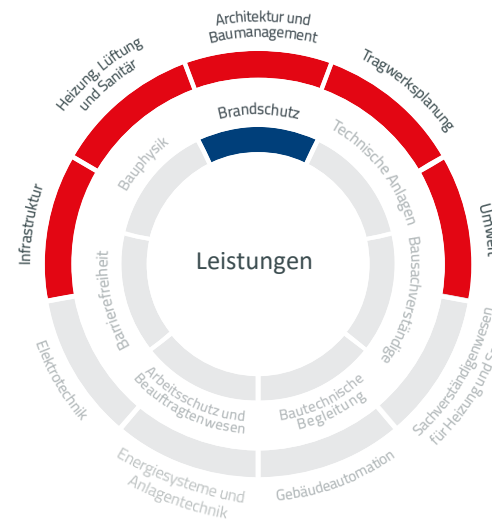 Architektur und
Baumanagement
Tragwerksplanung
Umwelt
Sachverständigenwesen
für Heizung und
Gebäudeautomation
Energiesysteme und
Anlagentechnik
Elektrotechnik
Infrastruktur
Heizung, Lüftung
und Sanitär
Brandschutz
Technische Anlagen
Bausachverständige
Bautechnische
Begleitung
Arbeitsschutz und
Beauftragtenwesen
Barrierefreiheit
Bauphysik
Leistungen